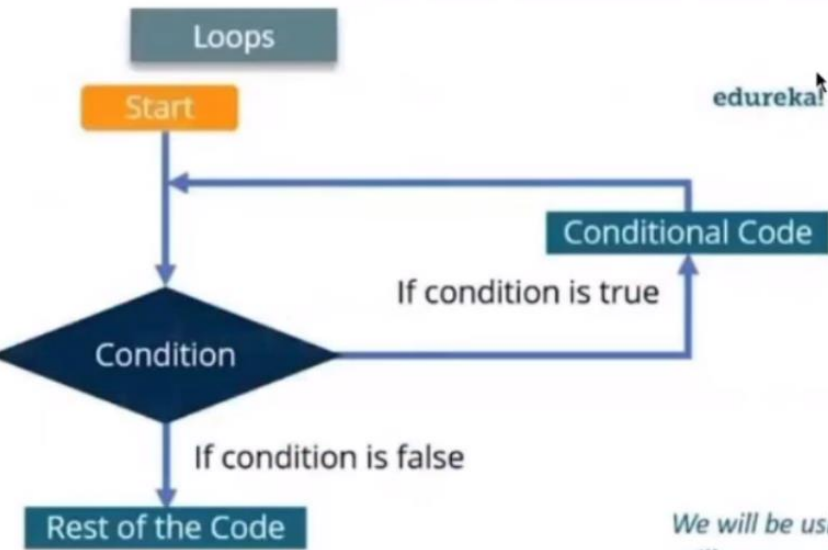 Loops
Start
edureka!
Conditional Code
If condition is true
Condition
If condition is false
Rest of the Code
We will be